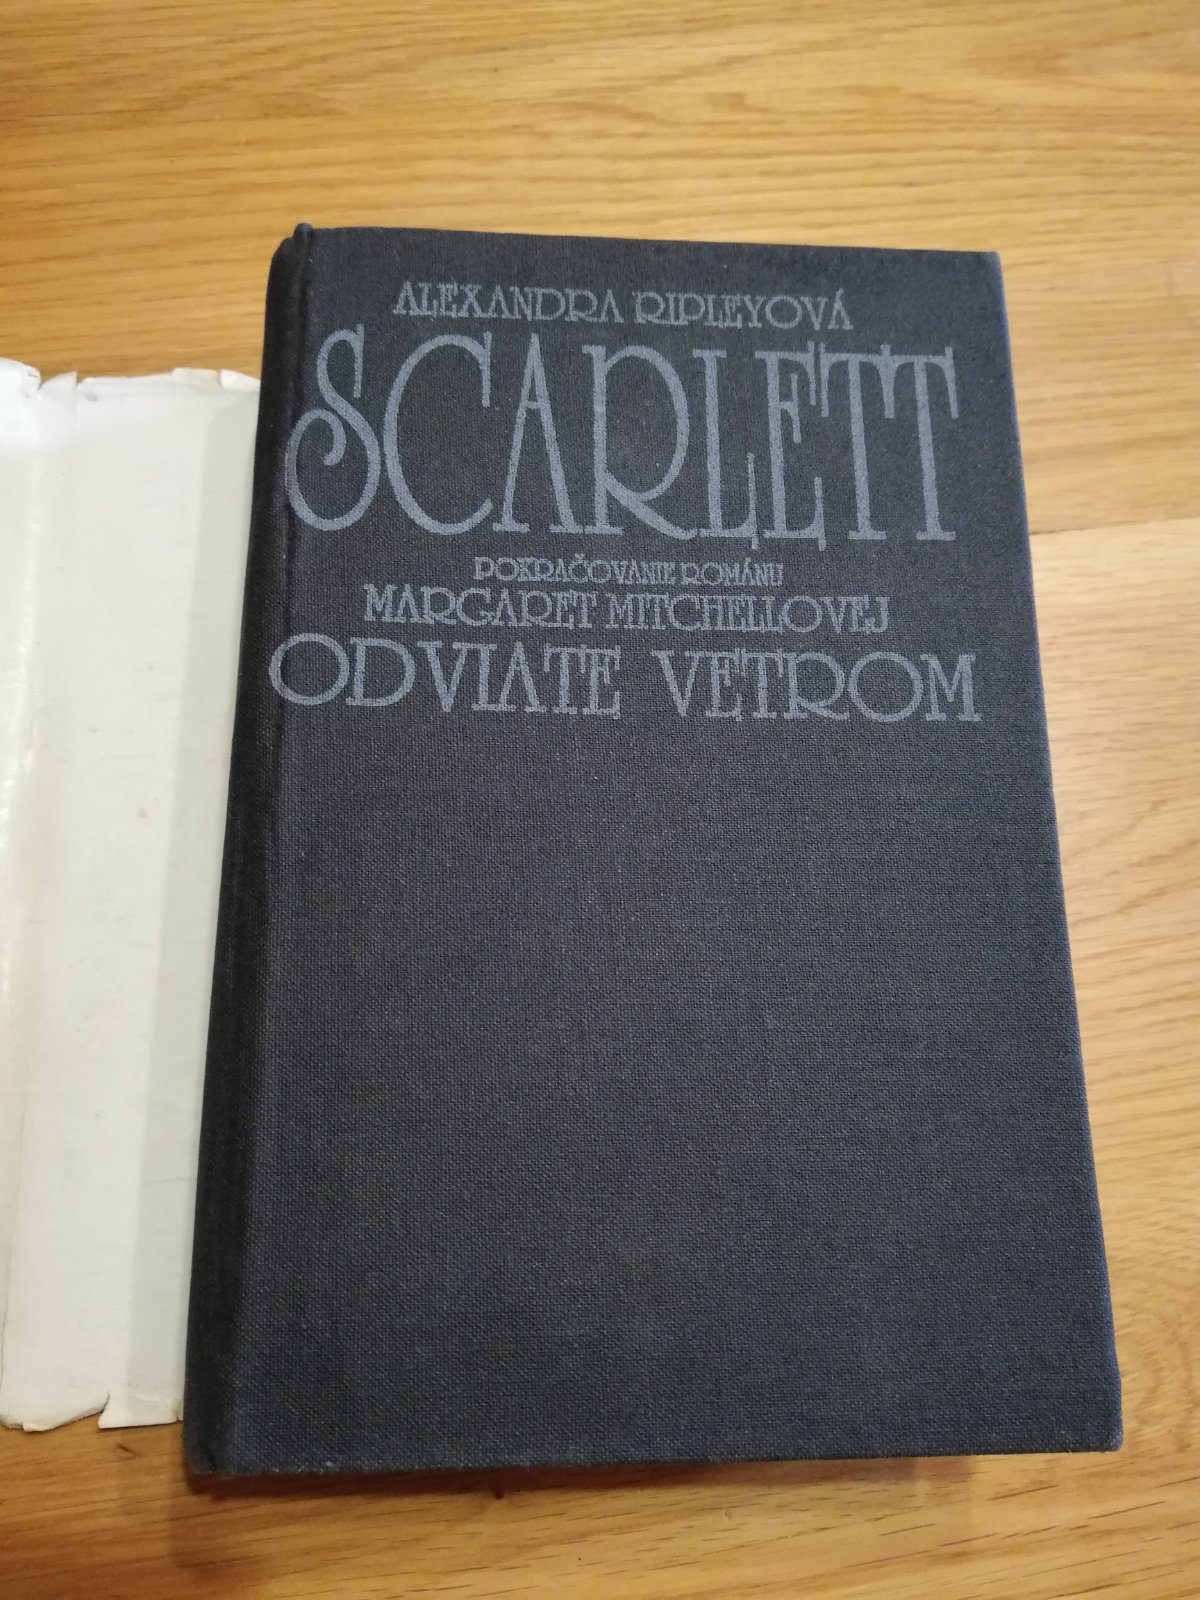 ALEXANDRA RIPLEYOVÁ
SCARLETT
POKRAČOVANIE ROMÁNU
MARGARET MITCHELLOVEJ
ODVIATE VETROM